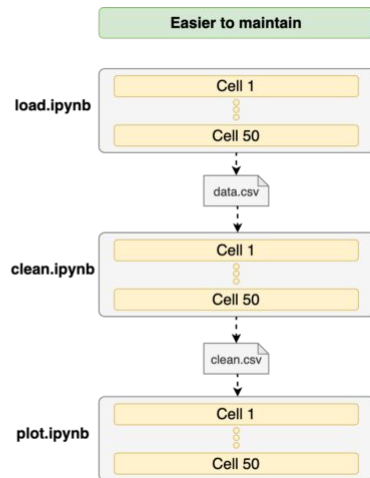 Easier to maintain
load.ipynb
Cell 1
Cell 50
data.csv
clean.ipynb
Cell 1
Cell 50
clean.csv
plot.ipynb
Cell 1
Cell 50